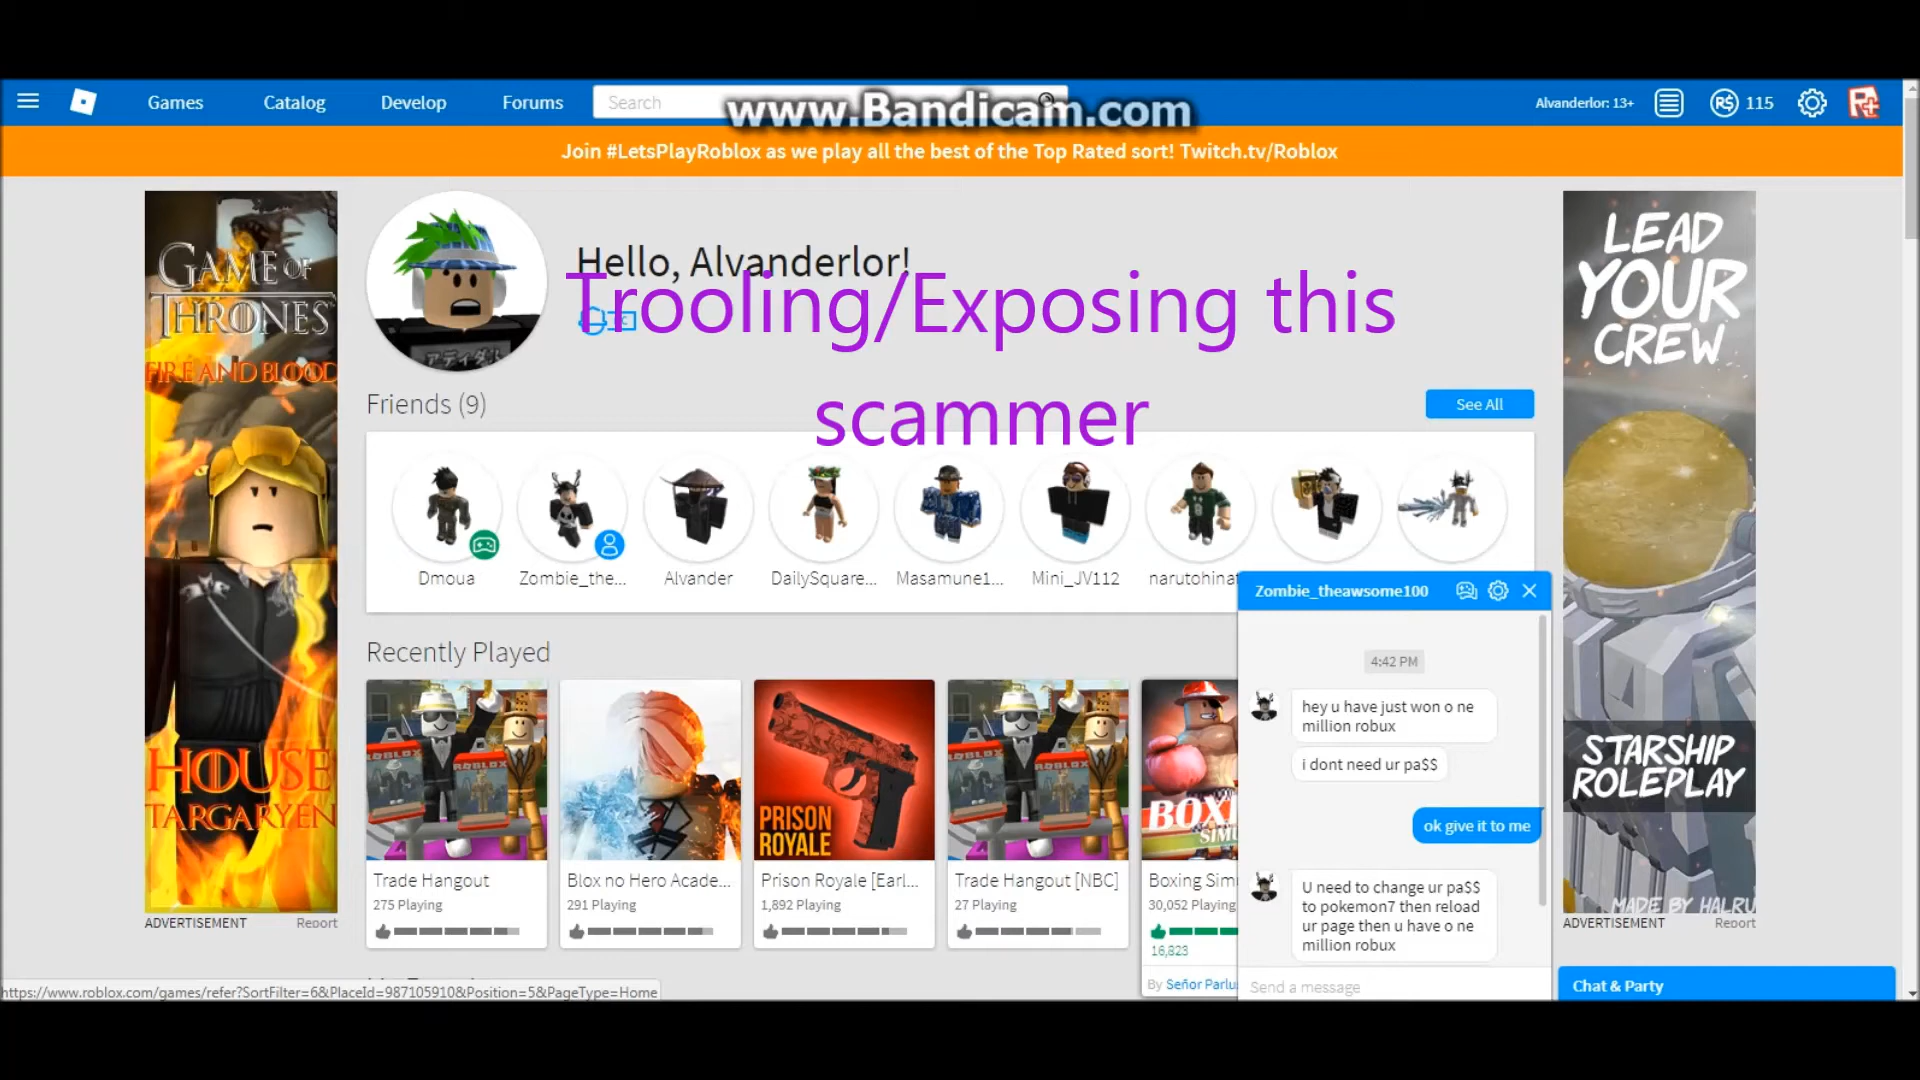 Games
Catalog
Develop
Forums
Search
www.Bandicam.com
Alvanderlor: 13+
R$ 115
Join #LetsPlayRoblox as we play all the best of the Top Rated sort! Twitch.tv/Roblox
GAME OF
THRONES
FIRE AND BLOOD
HOUSE
TARGARYEN
ADVERTISEMENT
Report
Hello, Alvanderlor!
Trooling/Exposing this
scammer
アディダ
Friends (9)
See All
Dmoua
Zombie_the...
Alvander
DailySquare...
Masamune1...
Mini_JV112
narutohinat
Recently Played
Trade Hangout
275 Playing
Blox no Hero Acade...
291 Playing
PRISON
ROYALE
Prison Royale [Earl...
1,892 Playing
Trade Hangout [NBC]
27 Playing
Boxing Simu
30,052 Playing
16,823
By Señor Parlu
Zombie_theawsome100
4:42 PM
hey u have just won o ne
million robux
i dont need ur pa$$
ok give it to me
U need to change ur pa$$
to pokemon7 then reload
ur page then u have o ne
million robux
Send a message
LEAD
YOUR
CREW
STARSHIP
ROLEPLAY
MADE BY HALRU
ADVERTISEMENT
Report
Chat & Party
https://www.roblox.com/games/refer?SortFilter=6&PlaceId=987105910&Position=5&PageType=Home